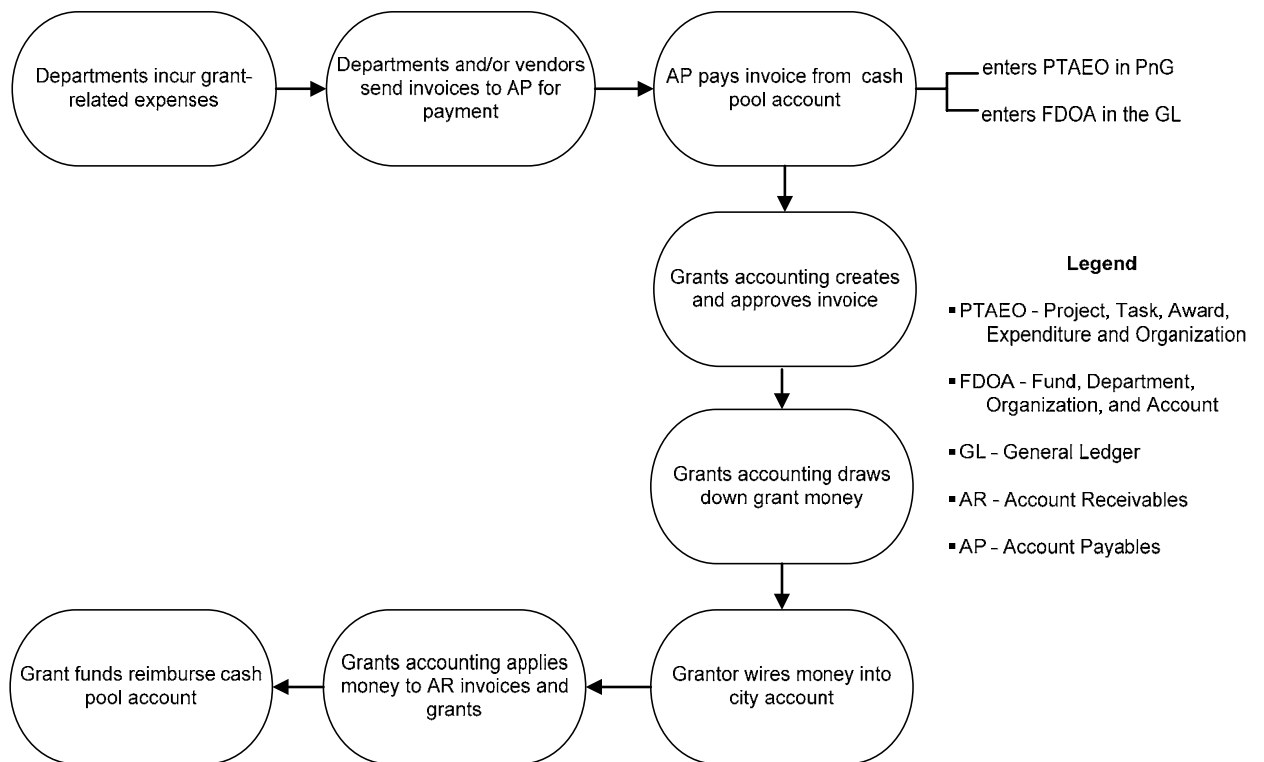 Departments incur grant-
related expenses
Departments and/or vendors
send invoices to AP for
payment
AP pays invoice from cash
pool account
enters PTAEO in PnG
enters FDOA in the GL
Grants accounting creates
and approves invoice
Legend
▪PTAEO - Project, Task, Award,
Expenditure and Organization
▪FDOA - Fund, Department,
Organization, and Account
▪GL - General Ledger
▪AR - Account Receivables
▪AP - Account Payables
Grants accounting draws
down grant money
Grantor wires money into
city account
Grants accounting applies
money to AR invoices and
grants
Grant funds reimburse cash
pool account